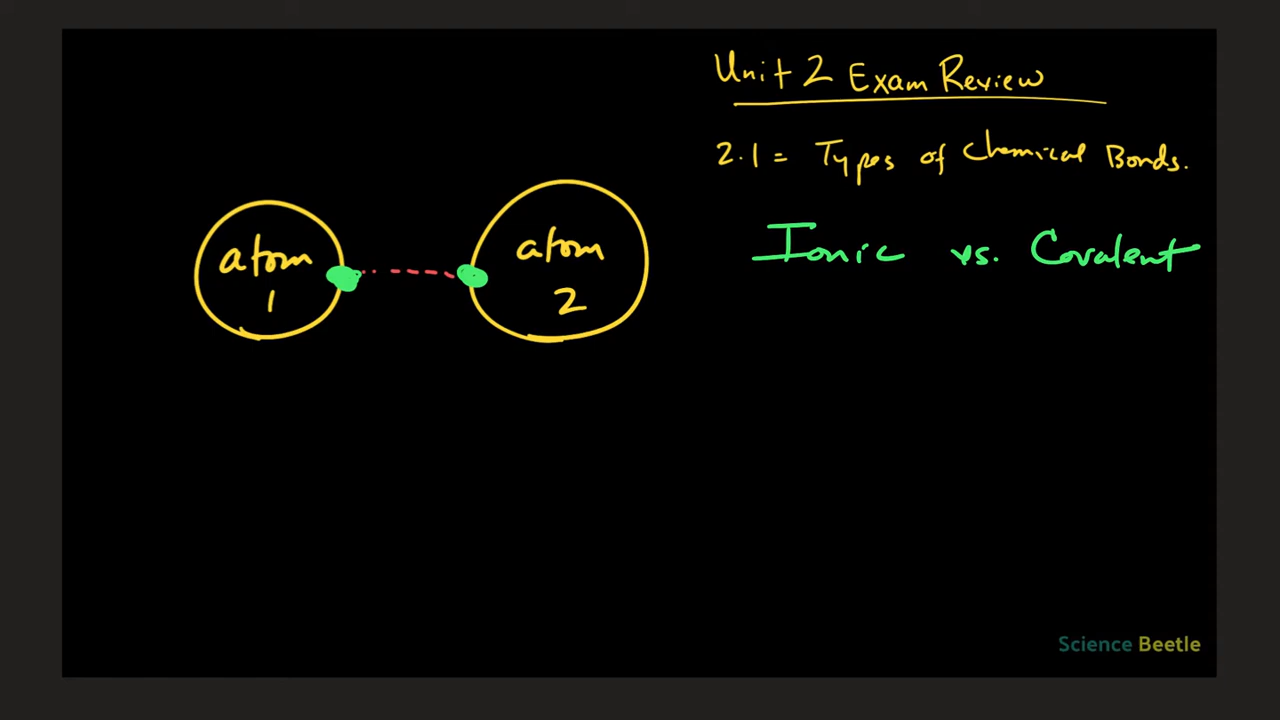 Unit 2 Exam Review
2.1 = Types of Chemical Bonds.
Ionic vs. Covalent
atom
1
atom
2
Science Beetle